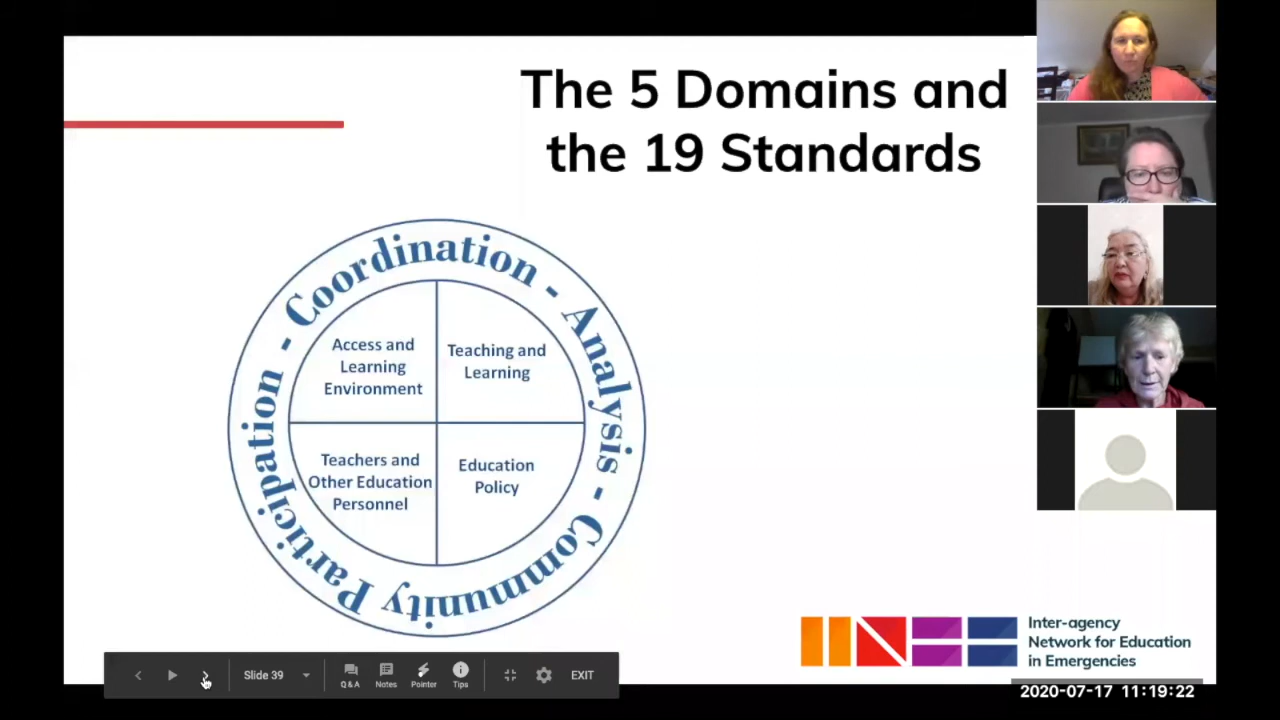 The 5 Domains and
the 19 Standards
Coordination - Analysis - Community Participation -
Access and
Learning
Environment
Teaching and
Learning
Teachers and
Other Education
Personnel
Education
Policy
Inter-agency
Network for Education
in Emergencies
Slide 39
Q&A
Notes
Pointer
Tips
EXIT
2020-07-17 11:19:22